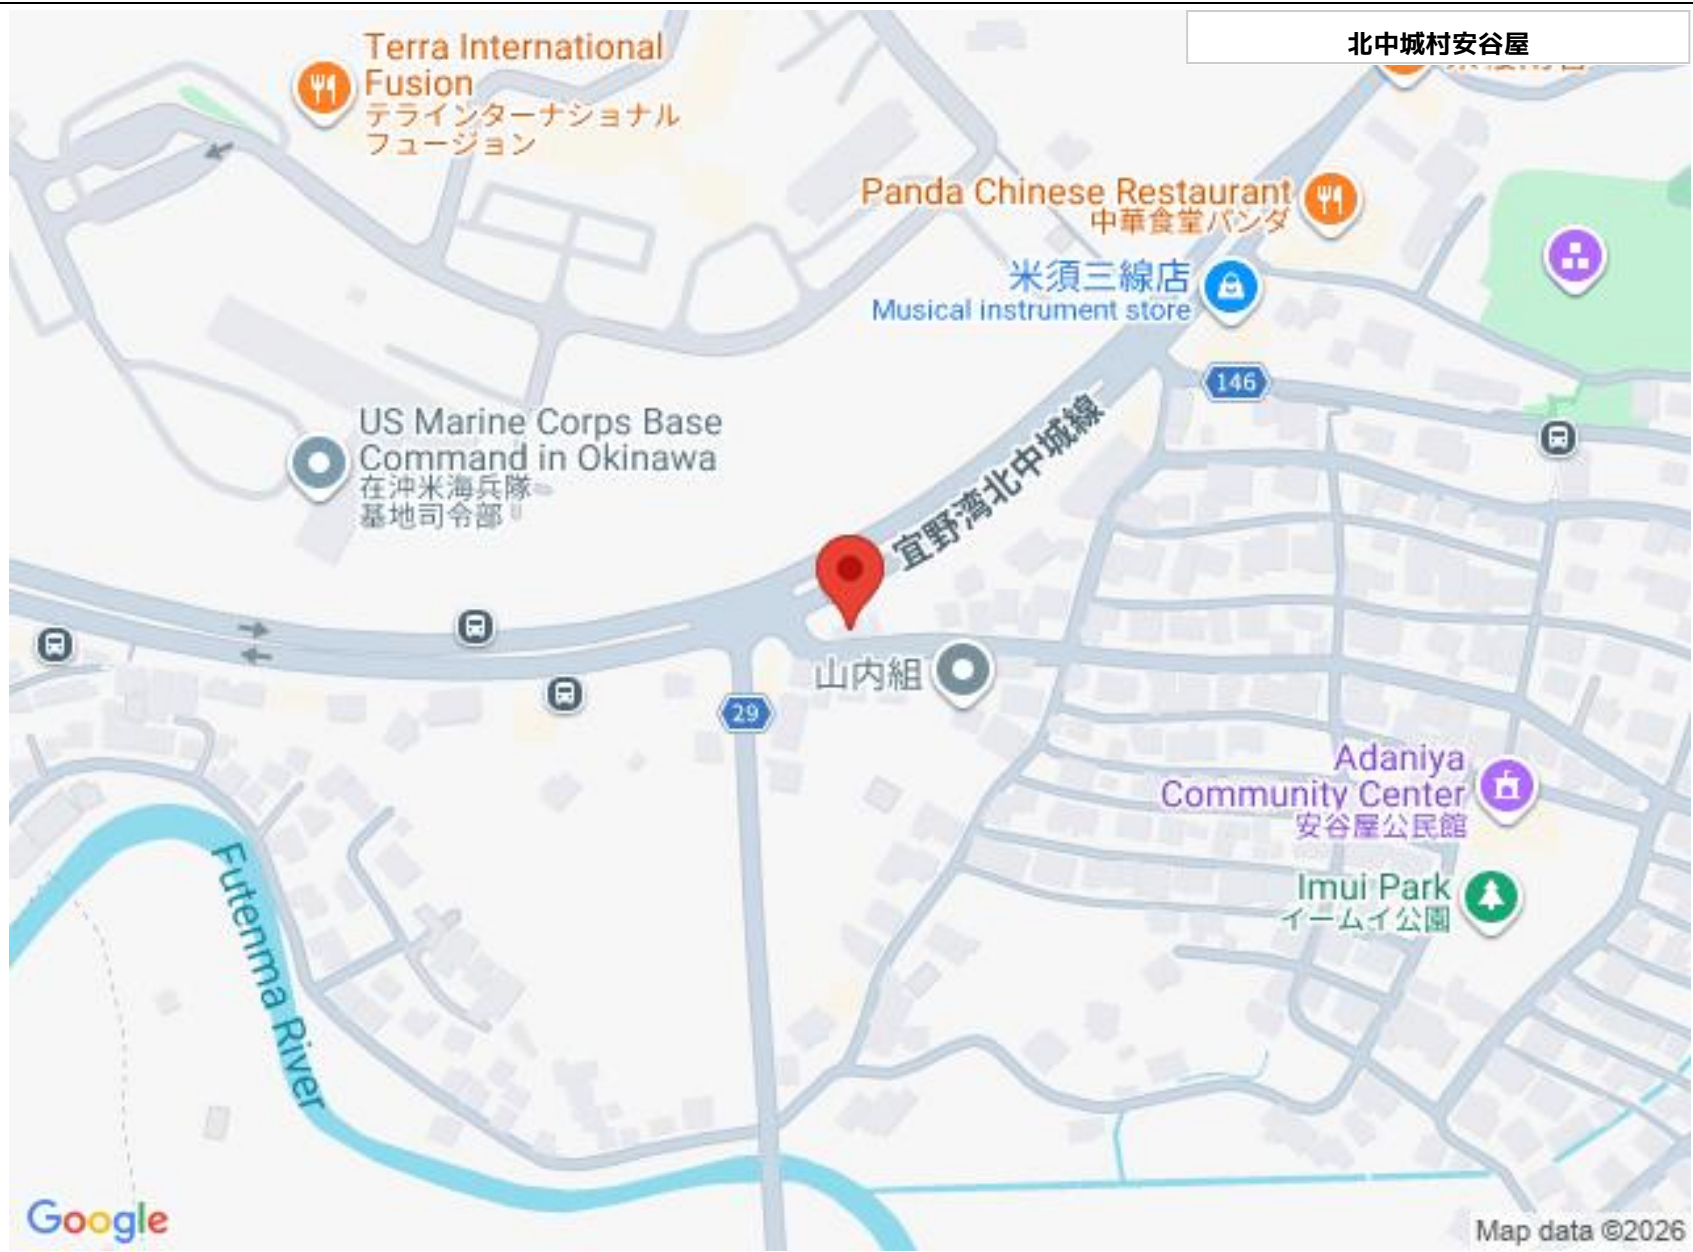 北中城村安谷屋
Terra International
Fusion
テラインターナショナル
フュージョン
Panda Chinese Restaurant
中華食堂パンダ
米須三線店
Musical instrument store
146
US Marine Corps Base
Command in Okinawa
在沖米海兵隊
基地司令部
宜野湾北中城線
山内組
29
Adaniya
Community Center
安谷屋公民館
Imui Park
イームイ公園
Futenma River
Google
Map data ©2026